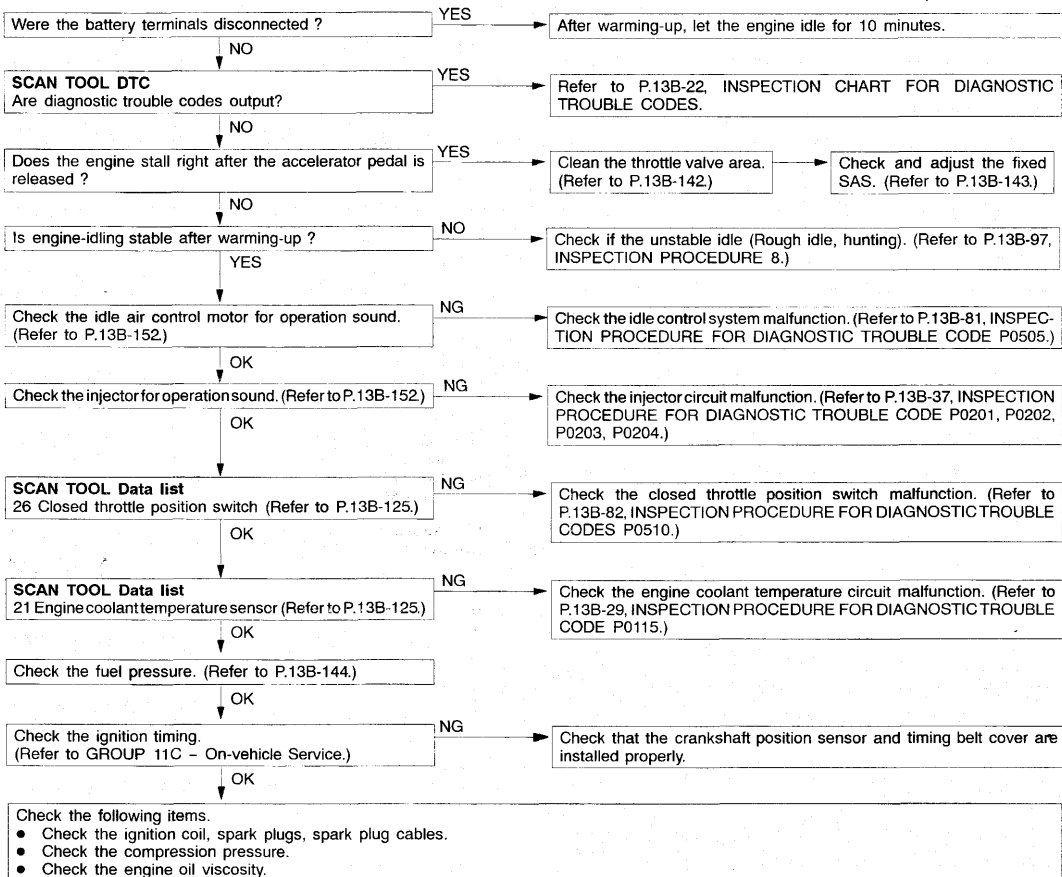 Were the battery terminals disconnected ?
YES
After warming-up, let the engine idle for 10 minutes.
NO
SCAN TOOL DTC
Are diagnostic trouble codes output?
YES
Refer to P.13B-22, INSPECTION CHART FOR DIAGNOSTIC
TROUBLE CODES.
NO
Does the engine stall right after the accelerator pedal is
released ?
YES
Clean the throttle valve area.
(Refer to P.13B-142.)
Check and adjust the fixed
SAS. (Refer to P.13B-143.)
NO
Is engine-idling stable after warming-up ?
NO
Check if the unstable idle (Rough idle, hunting). (Refer to P.13B-97,
INSPECTION PROCEDURE 8.)
YES
Check the idle air control motor for operation sound.
(Refer to P.13B-152.)
NG
Check the idle control system malfunction. (Refer to P.13B-81, INSPEC-
TION PROCEDURE FOR DIAGNOSTIC TROUBLE CODE P0505.)
OK
Check the injector for operation sound. (Refer to P.13B-152.)
NG
Check the injector circuit malfunction. (Refer to P.13B-37, INSPECTION
PROCEDURE FOR DIAGNOSTIC TROUBLE CODE P0201, P0202,
P0203, P0204.)
OK
SCAN TOOL Data list
26 Closed throttle position switch (Refer to P.13B-125.)
NG
Check the closed throttle position switch malfunction. (Refer to
P.13B-82, INSPECTION PROCEDURE FOR DIAGNOSTIC TROUBLE
CODES P0510.)
OK
SCAN TOOL Data list
21 Engine coolant temperature sensor (Refer to P.13B-125.)
NG
Check the engine coolant temperature circuit malfunction. (Refer to
P.13B-29, INSPECTION PROCEDURE FOR DIAGNOSTIC TROUBLE
CODE P0115.)
OK
Check the fuel pressure. (Refer to P.13B-144.)
OK
Check the ignition timing.
(Refer to GROUP 11C – On-vehicle Service.)
NG
Check that the crankshaft position sensor and timing belt cover are
installed properly.
OK
Check the following items.
● Check the ignition coil, spark plugs, spark plug cables.
● Check the compression pressure.
● Check the engine oil viscosity.